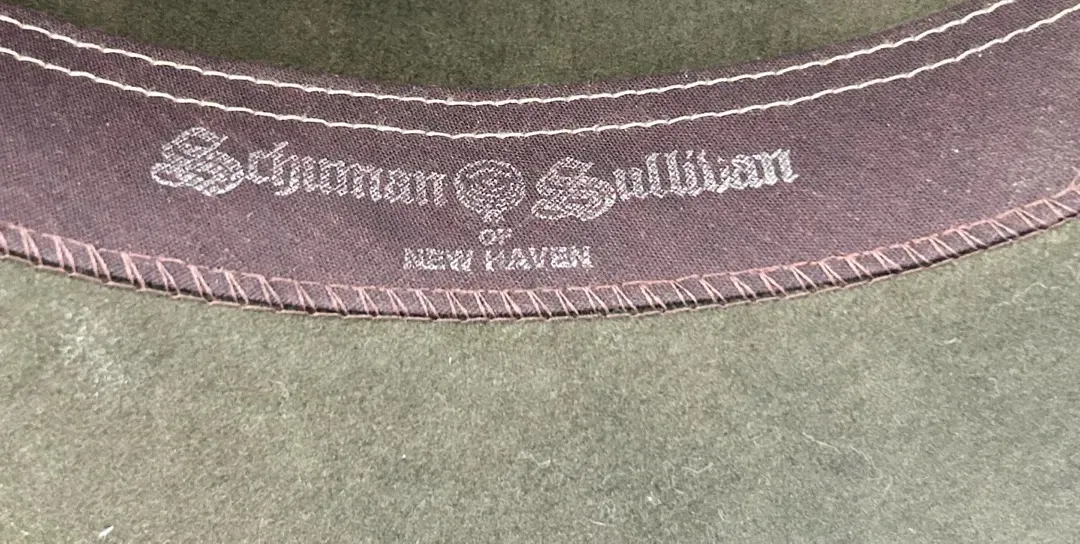 Schuman Sullivan
OF
NEW HAVEN